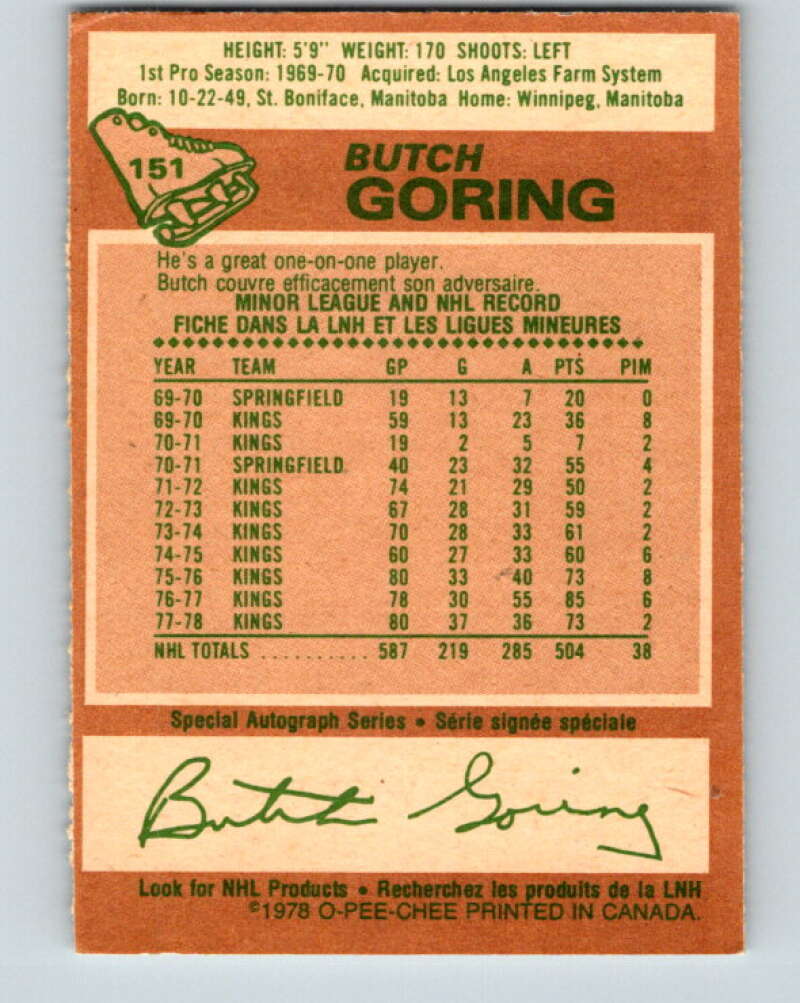 HEIGHT: 5'9" WEIGHT: 170 SHOOTS: LEFT
1st Pro Season: 1969-70 Acquired: Los Angeles Farm System
Born: 10-22-49, St. Boniface, Manitoba Home: Winnipeg, Manitoba
151
BUTCH
GORING
He's a great one-on-one player.
Butch couvre efficacement son adversaire.
MINOR LEAGUE AND NHL RECORD
FICHE DANS LA LNH ET LES LIGUES MINEURES
YEAR TEAM GP G A PTS PIM
69-70 SPRINGFIELD 19 13 7 20 0
69-70 KINGS 59 13 23 36 8
70-71 KINGS 19 2 5 7 2
70-71 SPRINGFIELD 40 23 32 55 4
71-72 KINGS 74 21 29 50 2
72-73 KINGS 67 28 31 59 2
73-74 KINGS 70 28 33 61 2
74-75 KINGS 60 27 33 60 6
75-76 KINGS 80 33 40 73 8
76-77 KINGS 78 30 55 85 6
77-78 KINGS 80 37 36 73 2
NHL TOTALS .......... 587 219 285 504 38
Special Autograph Series • Série signée spéciale
Butch Goring
Look for NHL Products • Recherchez les produits de la LNH
©1978 O-PEE-CHEE PRINTED IN CANADA.